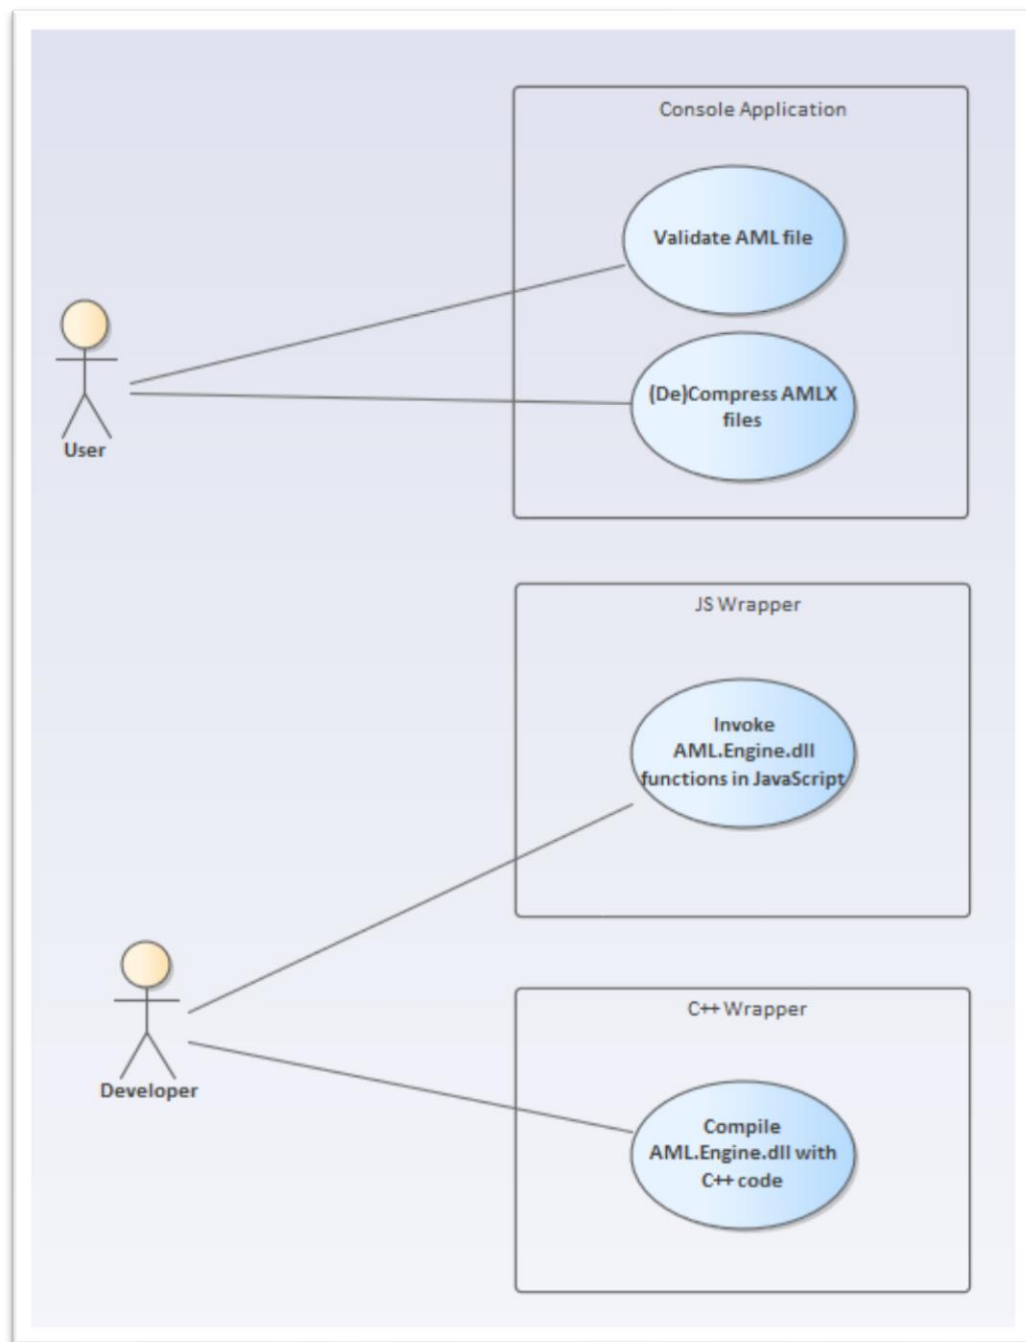 Console Application
Validate AML file
(De)Compress AMLX
files
User
JS Wrapper
Invoke
AML.Engine.dll
functions in JavaScript
Developer
C++ Wrapper
Compile
AML.Engine.dll with
C++ code